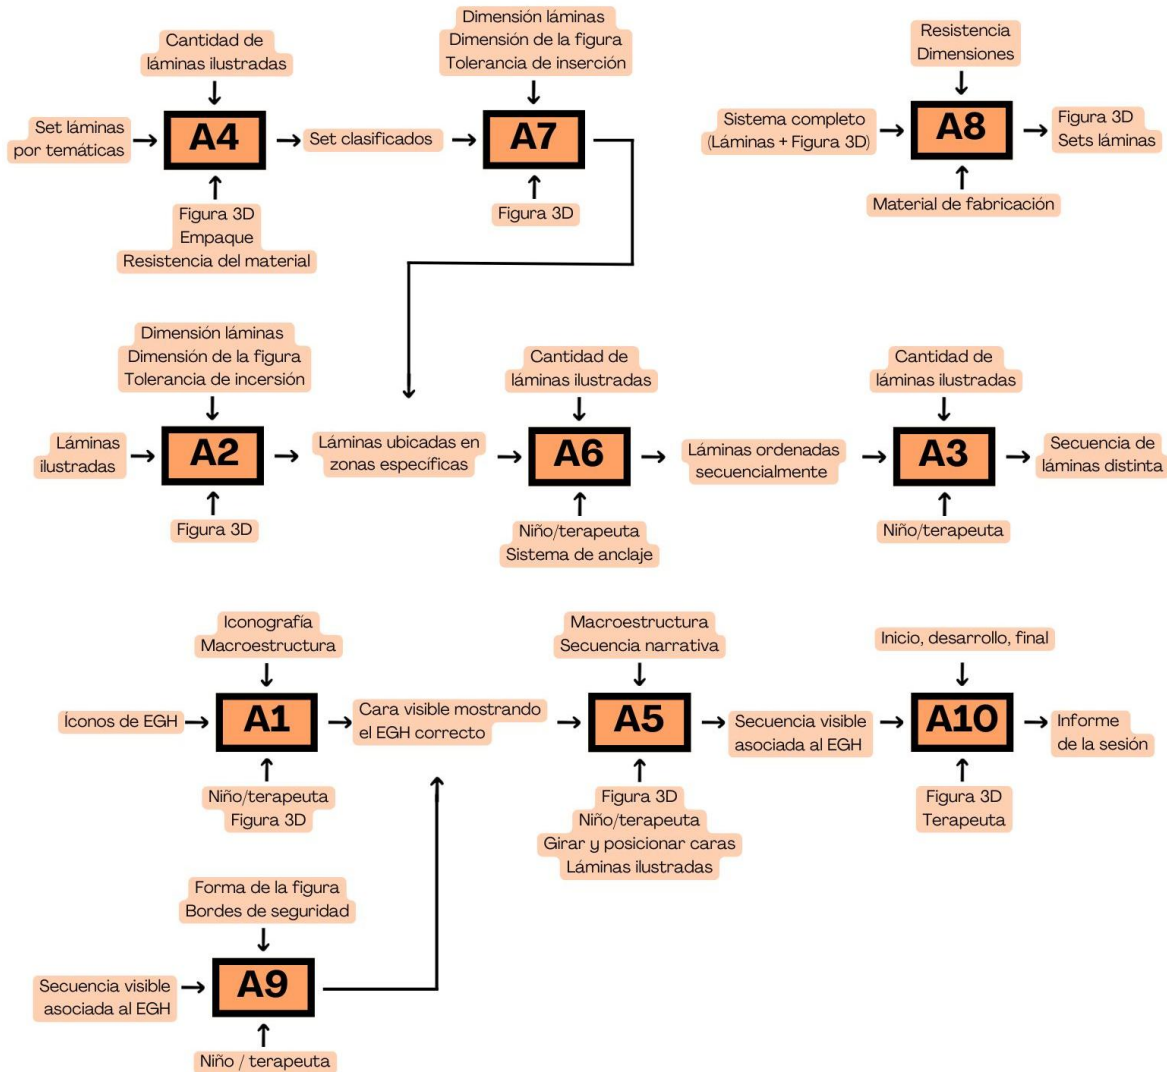 Cantidad de
láminas ilustradas
Set láminas
por temáticas
A4
Figura 3D
Empaque
Resistencia del material
Set clasificados
Dimensión láminas
Dimensión de la figura
Tolerancia de inserción
A7
Figura 3D
Resistencia
Dimensiones
Sistema completo
(Láminas + Figura 3D)
A8
Figura 3D
Sets láminas
Material de fabricación
Dimensión láminas
Dimensión de la figura
Tolerancia de incersión
Láminas
ilustradas
A2
Figura 3D
Láminas ubicadas en
zonas específicas
Cantidad de
láminas ilustradas
A6
Niño/terapeuta
Sistema de anclaje
Láminas ordenadas
secuencialmente
Cantidad de
láminas ilustradas
A3
Niño/terapeuta
Secuencia de
láminas distinta
Iconografía
Macroestructura
Íconos de EGH
A1
Niño/terapeuta
Figura 3D
Cara visible mostrando
el EGH correcto
Macroestructura
Secuencia narrativa
A5
Figura 3D
Niño/terapeuta
Girar y posicionar caras
Láminas ilustradas
Secuencia visible
asociada al EGH
Inicio, desarrollo, final
A10
Figura 3D
Terapeuta
Informe
de la sesión
Forma de la figura
Bordes de seguridad
Secuencia visible
asociada al EGH
A9
Niño / terapeuta